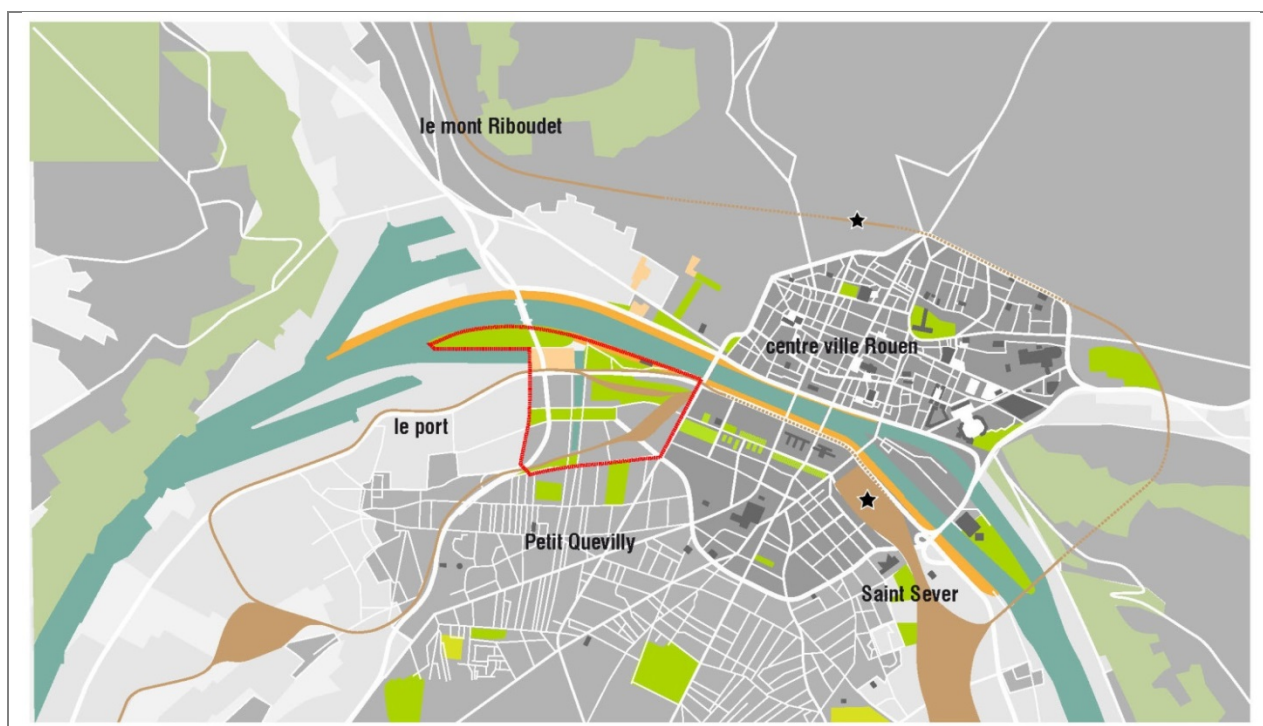 le mont Riboudet
centre ville Rouen
le port
Petit Quevilly
Saint Sever